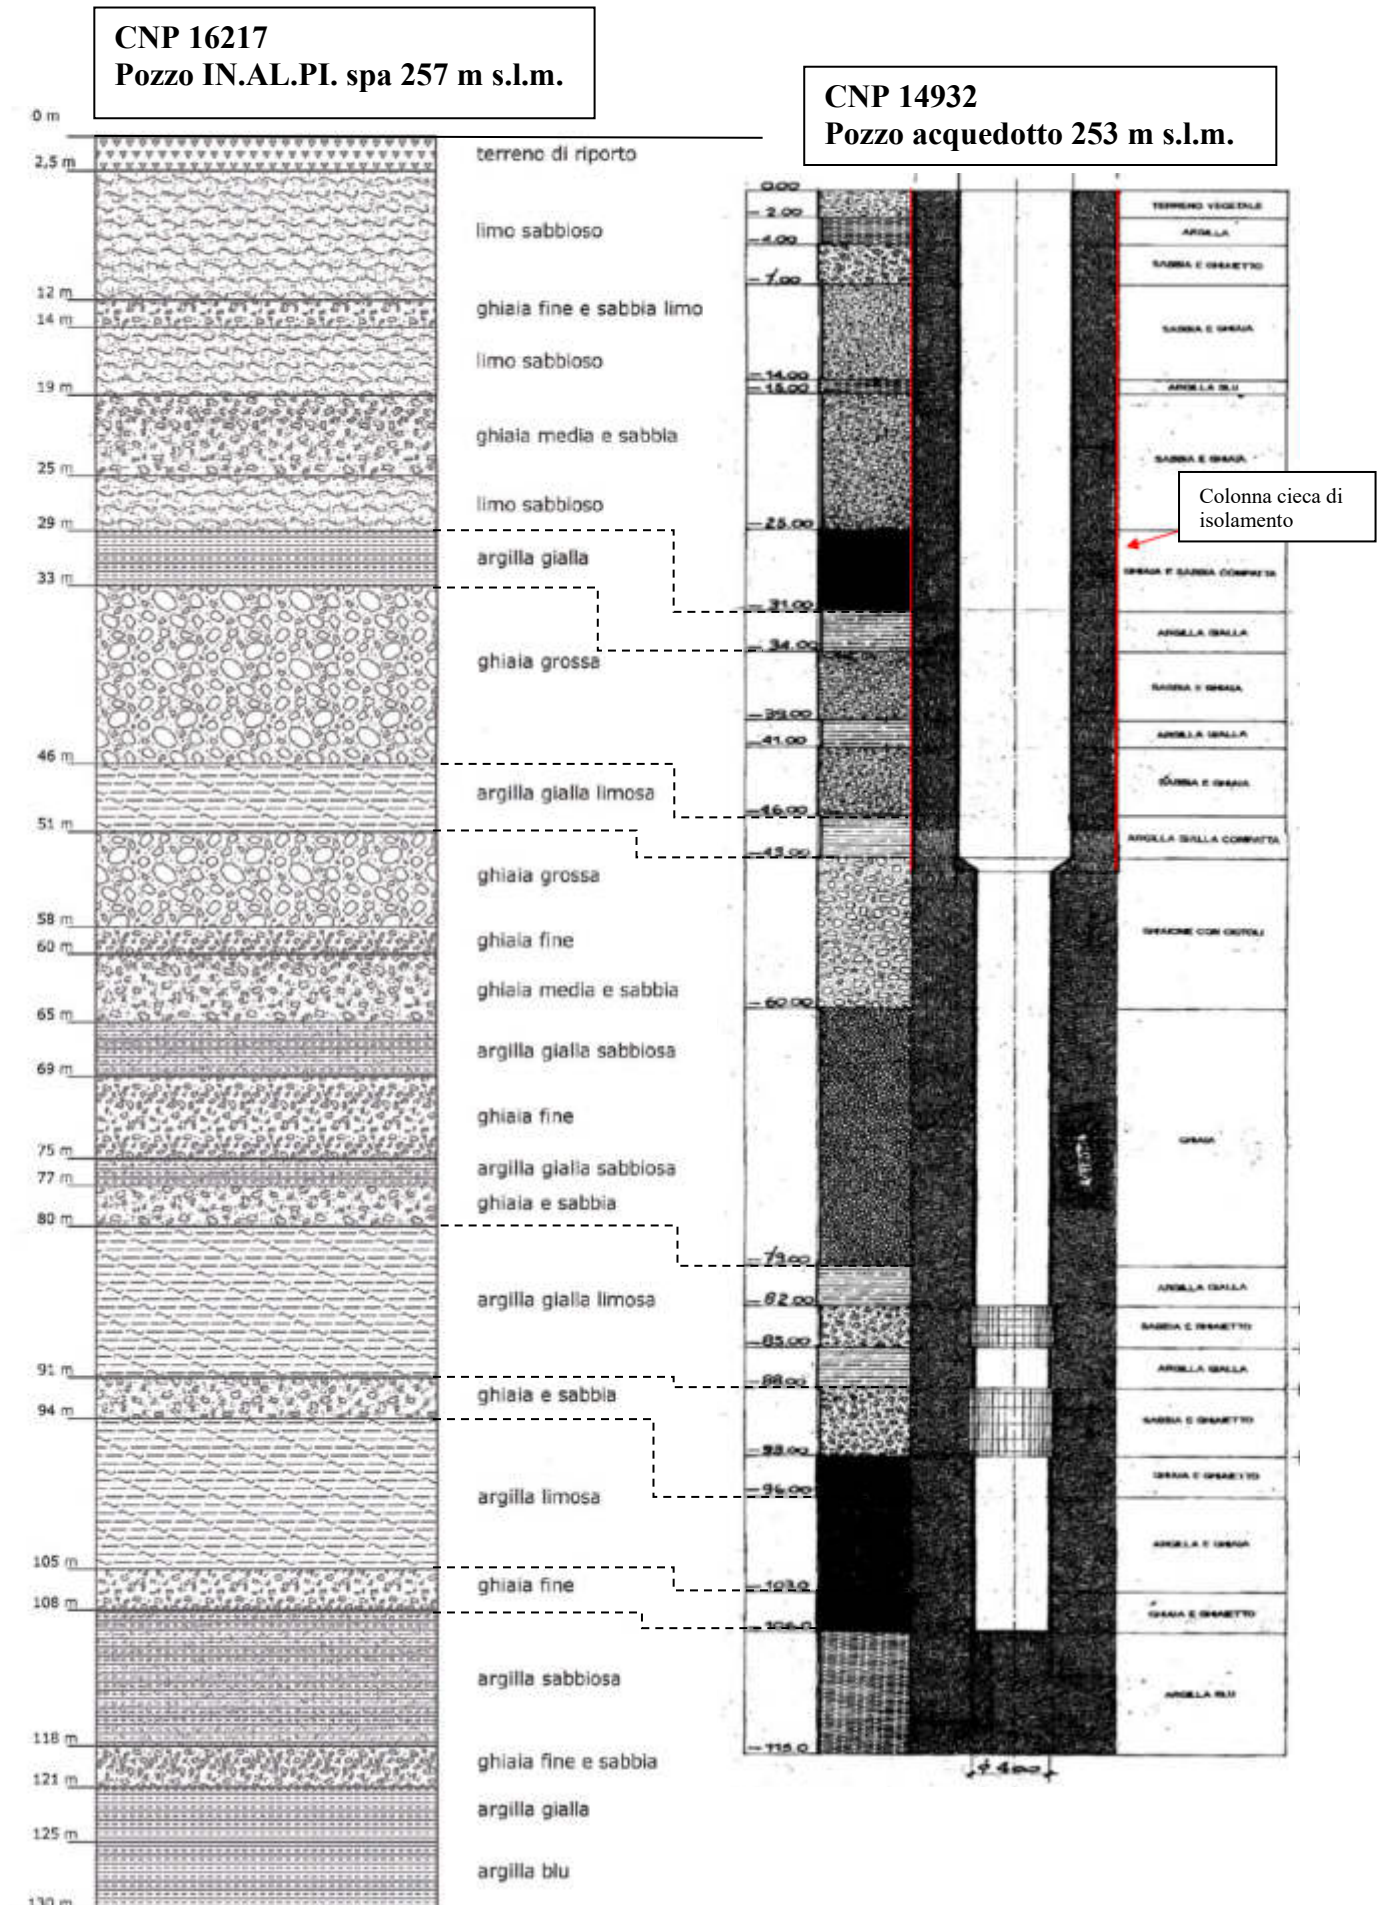 CNP 16217
Pozzo IN.AL.PI. spa 257 m s.l.m.
0 m
2,5 m
terreno di riporto
limo sabbioso
12 m
ghiaia fine e sabbia limo
14 m
limo sabbioso
19 m
ghiaia media e sabbia
25 m
limo sabbioso
29 m
argilla gialla
33 m
ghiaia grossa
46 m
argilla gialla limosa
51 m
ghiaia grossa
58 m
ghiaia fine
60 m
ghiaia media e sabbia
65 m
argilla gialla sabbiosa
69 m
ghiaia fine
75 m
argilla gialla sabbiosa
77 m
ghiaia e sabbia
80 m
argilla gialla limosa
91 m
ghiaia e sabbia
94 m
argilla limosa
105 m
ghiaia fine
108 m
argilla sabbiosa
118 m
ghiaia fine e sabbia
121 m
argilla gialla
125 m
argilla blu
130 m
CNP 14932
Pozzo acquedotto 253 m s.l.m.
0.00
TERRENO VEGETALE
-2.00
ARGILLA
-4.00
SABBIA E GHIAIETTO
-7.00
SABBIA E GHIAIA
-14.00
ARGILLA BLU
-15.00
SABBIA E GHIAIA
Colonna cieca di
isolamento
-25.00
GHIAIA E SABBIA COMPATTA
-31.00
ARGILLA GIALLA
-34.00
SABBIA E GHIAIA
-39.00
ARGILLA GIALLA
-41.00
SABBIA E GHIAIA
-46.00
ARGILLA GIALLA COMPATTA
-49.00
GHIAIONE CON CIOTOLI
-60.00
GHIAIA
-79.00
ARGILLA GIALLA
-82.00
SABBIA E GHIAIETTO
-85.00
ARGILLA GIALLA
-88.00
SABBIA E GHIAIETTO
-93.00
GHIAIA E GHIAIETTO
-96.00
ARGILLA E GHIAIA
-103.0
GHIAIA E GHIAIETTO
-106.0
ARGILLA BLU
-115.0